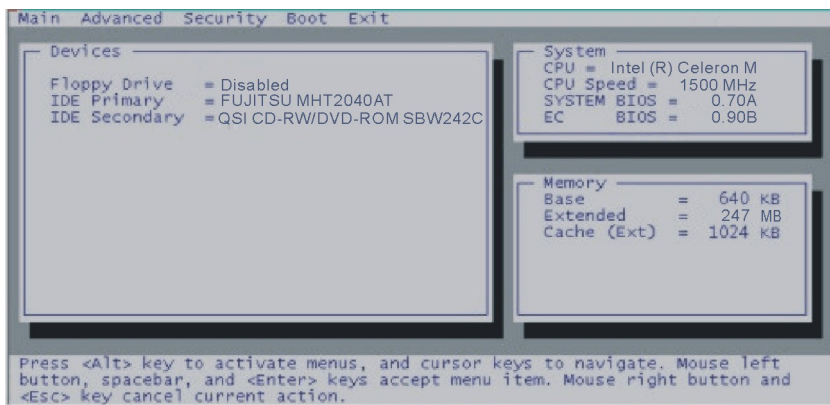 Main Advanced Security Boot Exit
Devices
Floppy Drive = Disabled
IDE Primary = FUJITSU MHT2040AT
IDE Secondary =QSI CD-RW/DVD-ROM SBW242C
System
CPU = Intel (R) Celeron M
CPU Speed = 1500 MHz
SYSTEM BIOS = 0.70A
EC BIOS = 0.90B
Memory
Base = 640 KB
Extended = 247 MB
Cache (Ext) = 1024 KB
Press <Alt> key to activate menus, and cursor keys to navigate. Mouse left
button, spacebar, and <Enter> keys accept menu item. Mouse right button and
<Esc> key cancel current action.